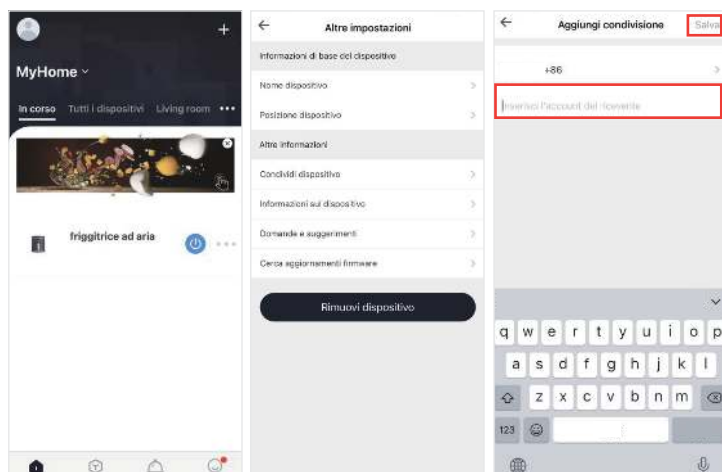 MyHome
In corso Tutti i dispositivi Living room
friggitrice ad aria
Altre impostazioni
Informazioni di base del dispositivo
Nome dispositivo
Posizione dispositivo
Altre informazioni
Condividi dispositivo
Informazioni sul dispositivo
Domande e suggerimenti
Cerca aggiornamenti firmware
Rimuovi dispositivo
Aggiungi condivisione Salva
+86
Inserisci l'account del ricevente
q w e r t y u i o p
a s d f g h j k l
z x c v b n m
123